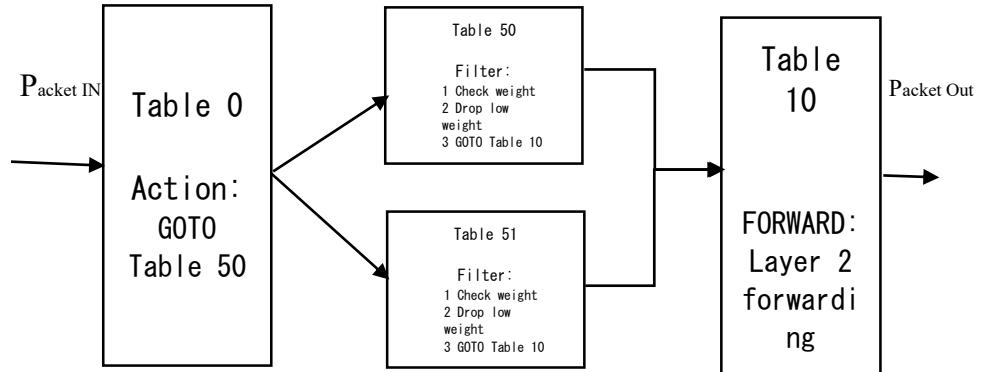 Packet IN
Table 0
Action:
GOTO
Table 50
Table 50
Filter:
1 Check weight
2 Drop low
weight
3 GOTO Table 10
Table 51
Filter:
1 Check weight
2 Drop low
weight
3 GOTO Table 10
Table
10
FORWARD:
Layer 2
forwardi
ng
Packet Out